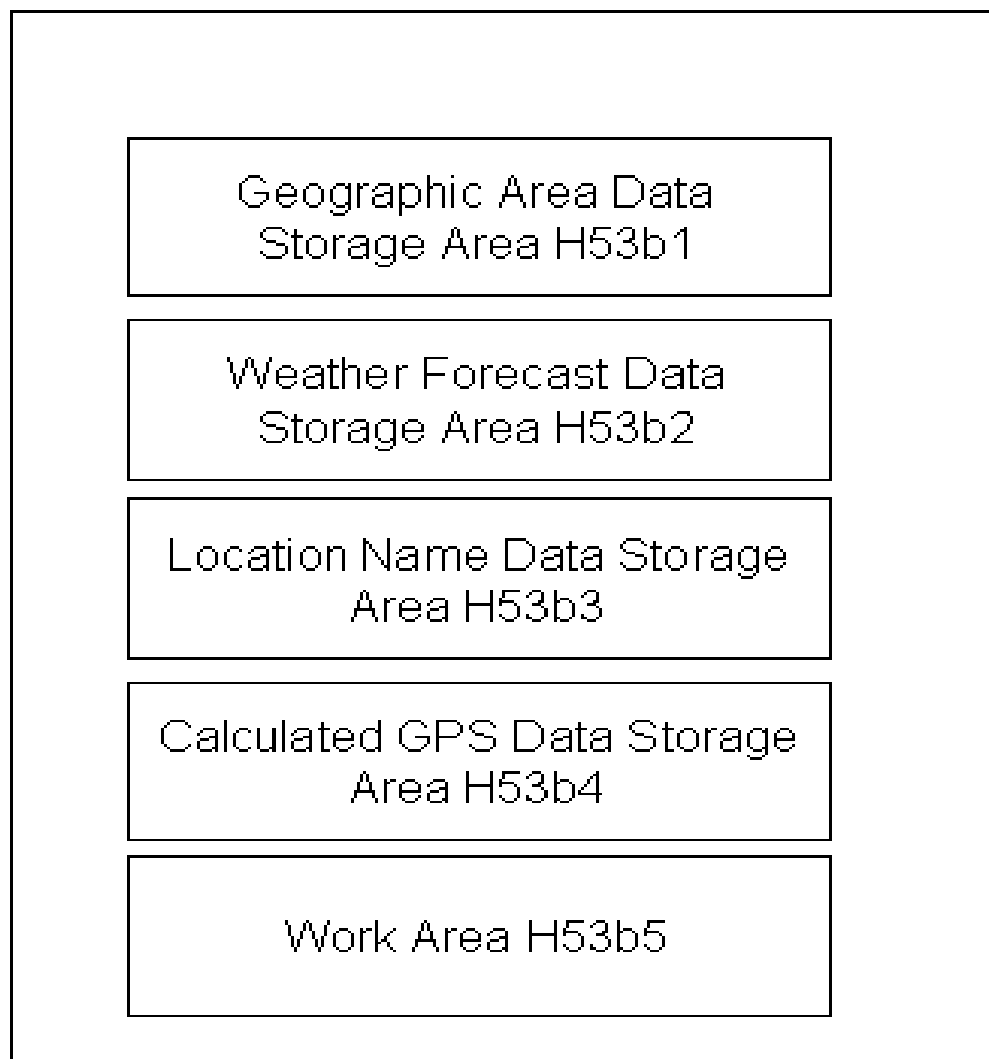 Geographic Area Data
Storage Area H53b1
Weather Forecast Data
Storage Area H53b2
Location Name Data Storage
Area H53b3
Calculated GPS Data Storage
Area H53b4
Work Area H53b5